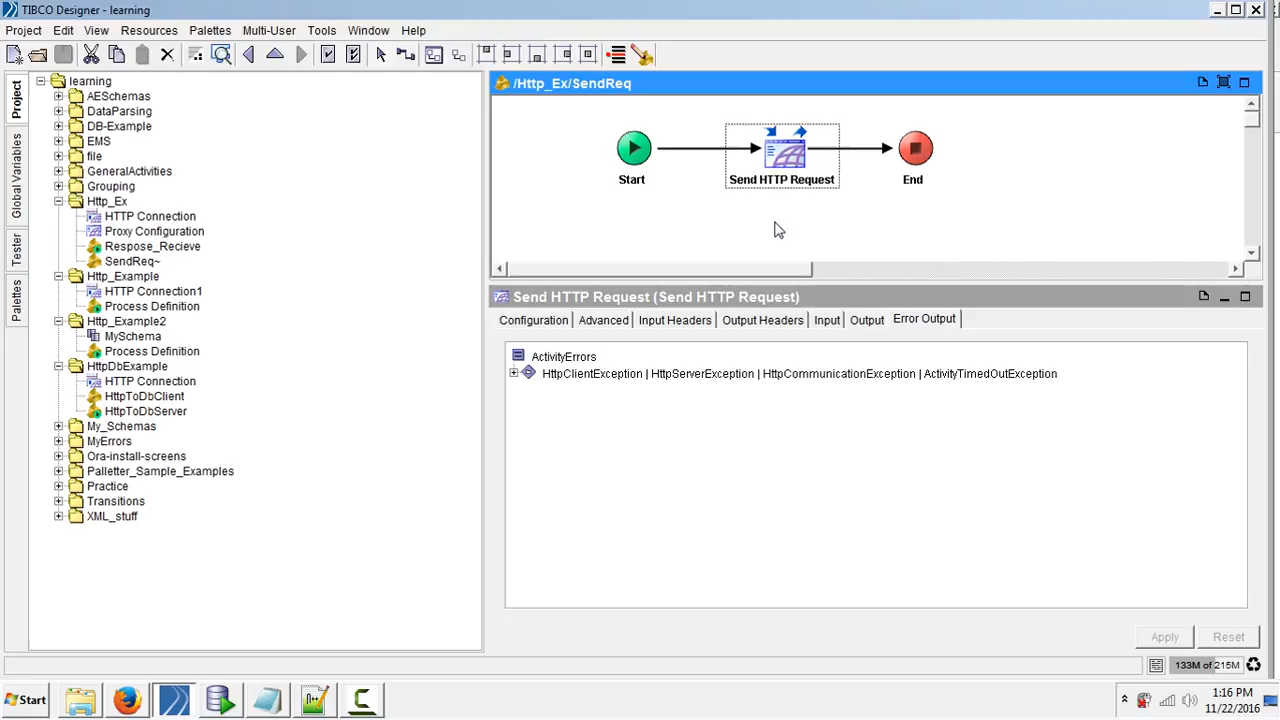 TIBCO Designer - learning
Project Edit View Resources Palettes Multi-User Tools Window Help
Project
Global Variables
Tester
Palettes
learning
AESchemas
DataParsing
DB-Example
EMS
file
GeneralActivities
Grouping
Http_Ex
HTTP Connection
Proxy Configuration
Respose_Recieve
SendReq~
Http_Example
HTTP Connection1
Process Definition
Http_Example2
MySchema
Process Definition
HttpDbExample
HTTP Connection
HttpToDbClient
HttpToDbServer
My_Schemas
MyErrors
Ora-install-screens
Palletter_Sample_Examples
Practice
Transitions
XML_stuff
/Http_Ex/SendReq
Start Send HTTP Request End
Send HTTP Request (Send HTTP Request)
Configuration Advanced Input Headers Output Headers Input Output Error Output
ActivityErrors
HttpClientException | HttpServerException | HttpCommunicationException | ActivityTimedOutException
Apply Reset
133M of 215M
Start
1:16 PM
11/22/2016